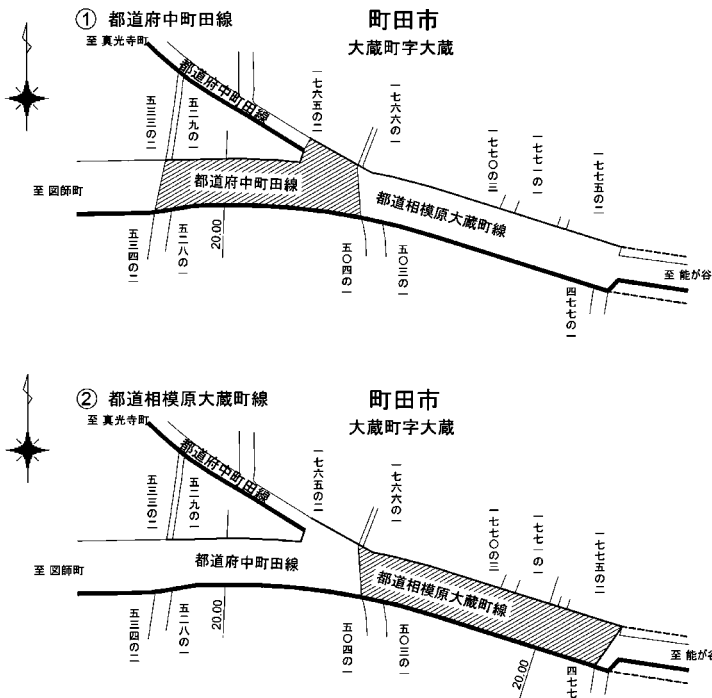 ① 都道府中町田線
町田市
大蔵町字大蔵
至 真光寺町
都道府中町田線
五三三の二
五二九の一
一七六五の二
一七六六の一
一七七〇の三
一七七一の一
一七七五の二
至 図師町
都道府中町田線
都道相模原大蔵町線
至 能が谷
五三四の二
五二八の一
20.00
五〇四の一
五〇三の一
四七七の一
② 都道相模原大蔵町線
町田市
大蔵町字大蔵
至 真光寺町
都道府中町田線
五三三の二
五二九の一
一七六五の二
一七六六の一
一七七〇の三
一七七一の一
一七七五の二
至 図師町
都道府中町田線
都道相模原大蔵町線
至 能が谷
五三四の二
五二八の一
20.00
五〇四の一
五〇三の一
20.00
四七七